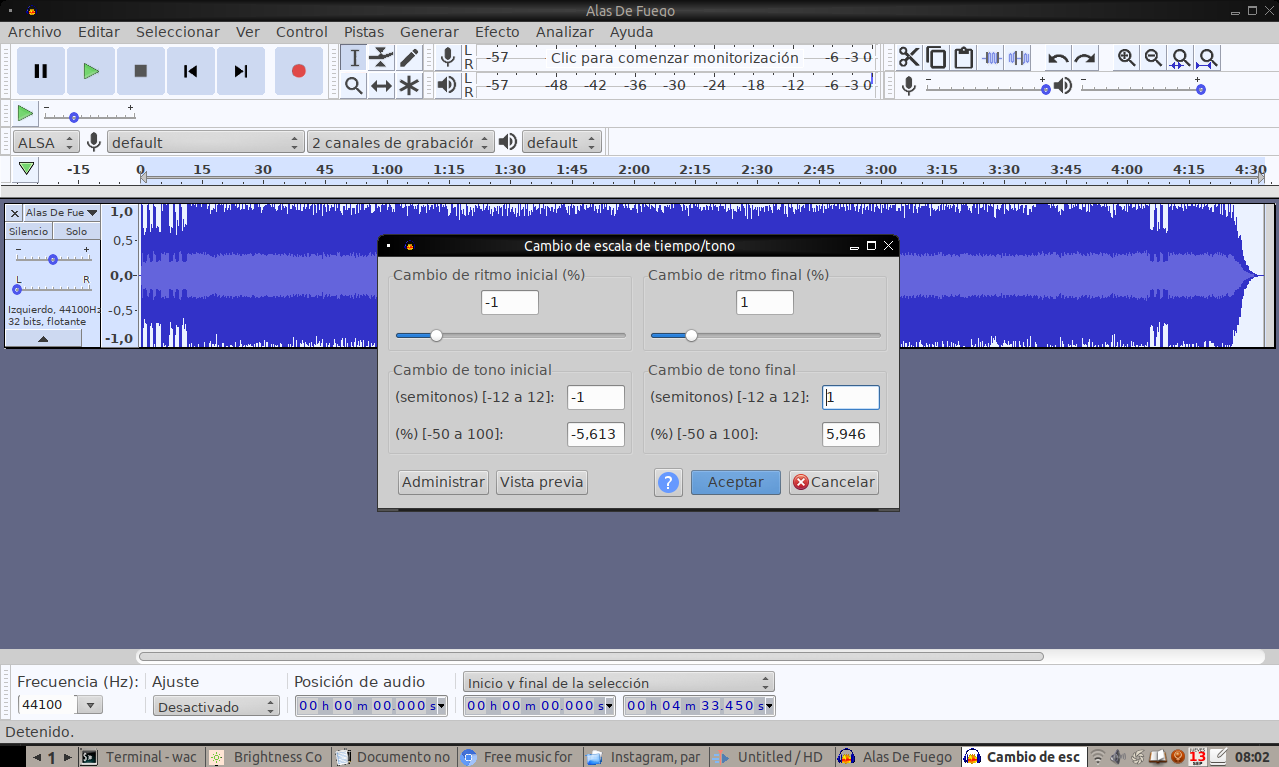 Alas De Fuego
Archivo Editar Seleccionar Ver Control Pistas Generar Efecto Analizar Ayuda
L R -57 Clic para comenzar monitorización -6 -3 0
L R -57 -48 -42 -36 -30 -24 -18 -12 -6 -3 0
- + - +
- +
ALSA default 2 canales de grabación default
-15 0 15 30 45 1:00 1:15 1:30 1:45 2:00 2:15 2:30 2:45 3:00 3:15 3:30 3:45 4:00 4:15 4:30
x Alas De Fue
Silencio Solo
- +
L R
Izquierdo, 44100Hz
32 bits, flotante
1,0
0,5-
0,0-
-0,5-
-1,0
Cambio de escala de tiempo/tono
Cambio de ritmo inicial (%)
-1
Cambio de ritmo final (%)
1
Cambio de tono inicial
(semitonos) [-12 a 12]: -1
(%) [-50 a 100]: -5,613
Cambio de tono final
(semitonos) [-12 a 12]: 1
(%) [-50 a 100]: 5,946
Administrar Vista previa ? Aceptar Cancelar
Frecuencia (Hz): Ajuste Posición de audio Inicio y final de la selección
44100 Desactivado 00 h 00 m 00.000 s 00 h 00 m 00.000 s 00 h 04 m 33.450 s
Detenido.
1 Terminal - wac Brightness Co Documento no Free music for Instagram, par Untitled / HD Alas De Fuego Cambio de esc 13 08:02